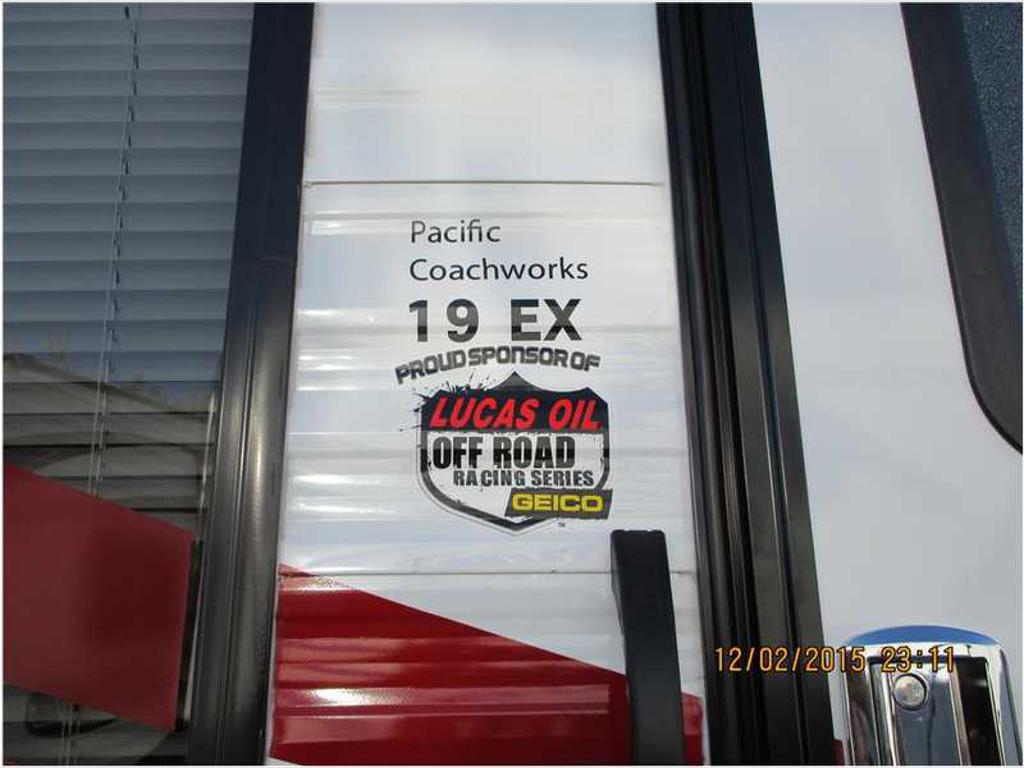 Pacific
Coachworks
19 EX
PROUD SPONSOR OF
LUCAS OIL
OFF ROAD
RACING SERIES
GEICO
TM
12/02/2015 23:11